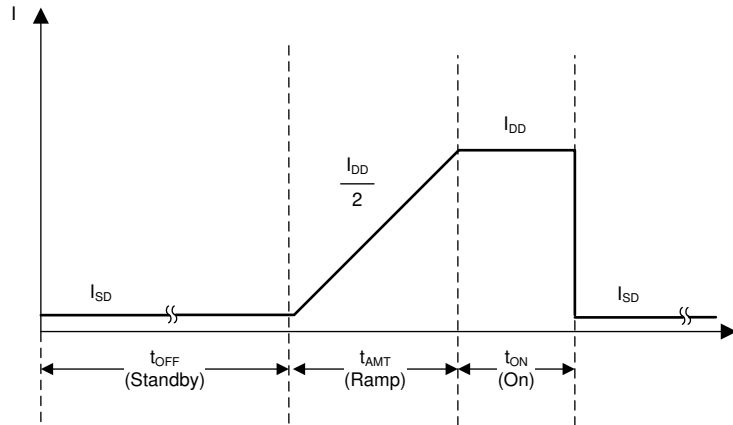 I
I_DD
I_DD
2
I_SD
I_SD
t_OFF
(Standby)
t_AMT
(Ramp)
t_ON
(On)